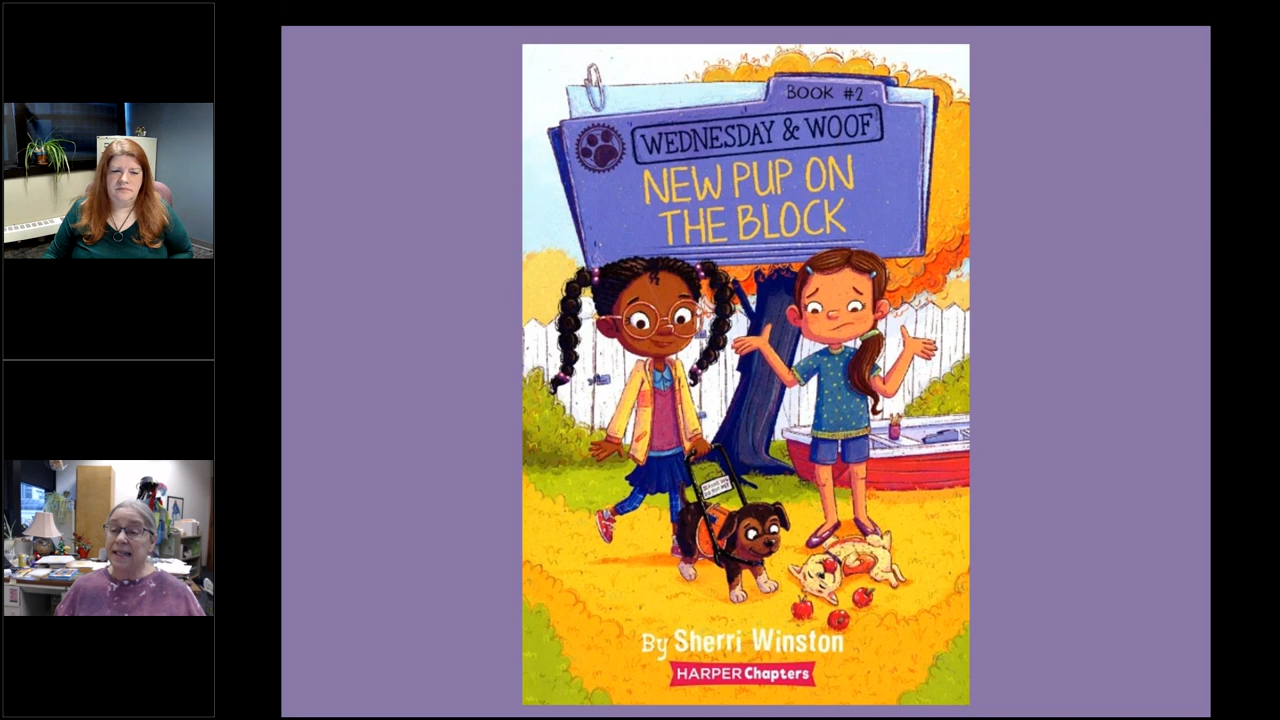 BOOK #2
WEDNESDAY & WOOF
NEW PUP ON
THE BLOCK
By Sherri Winston
HARPER Chapters